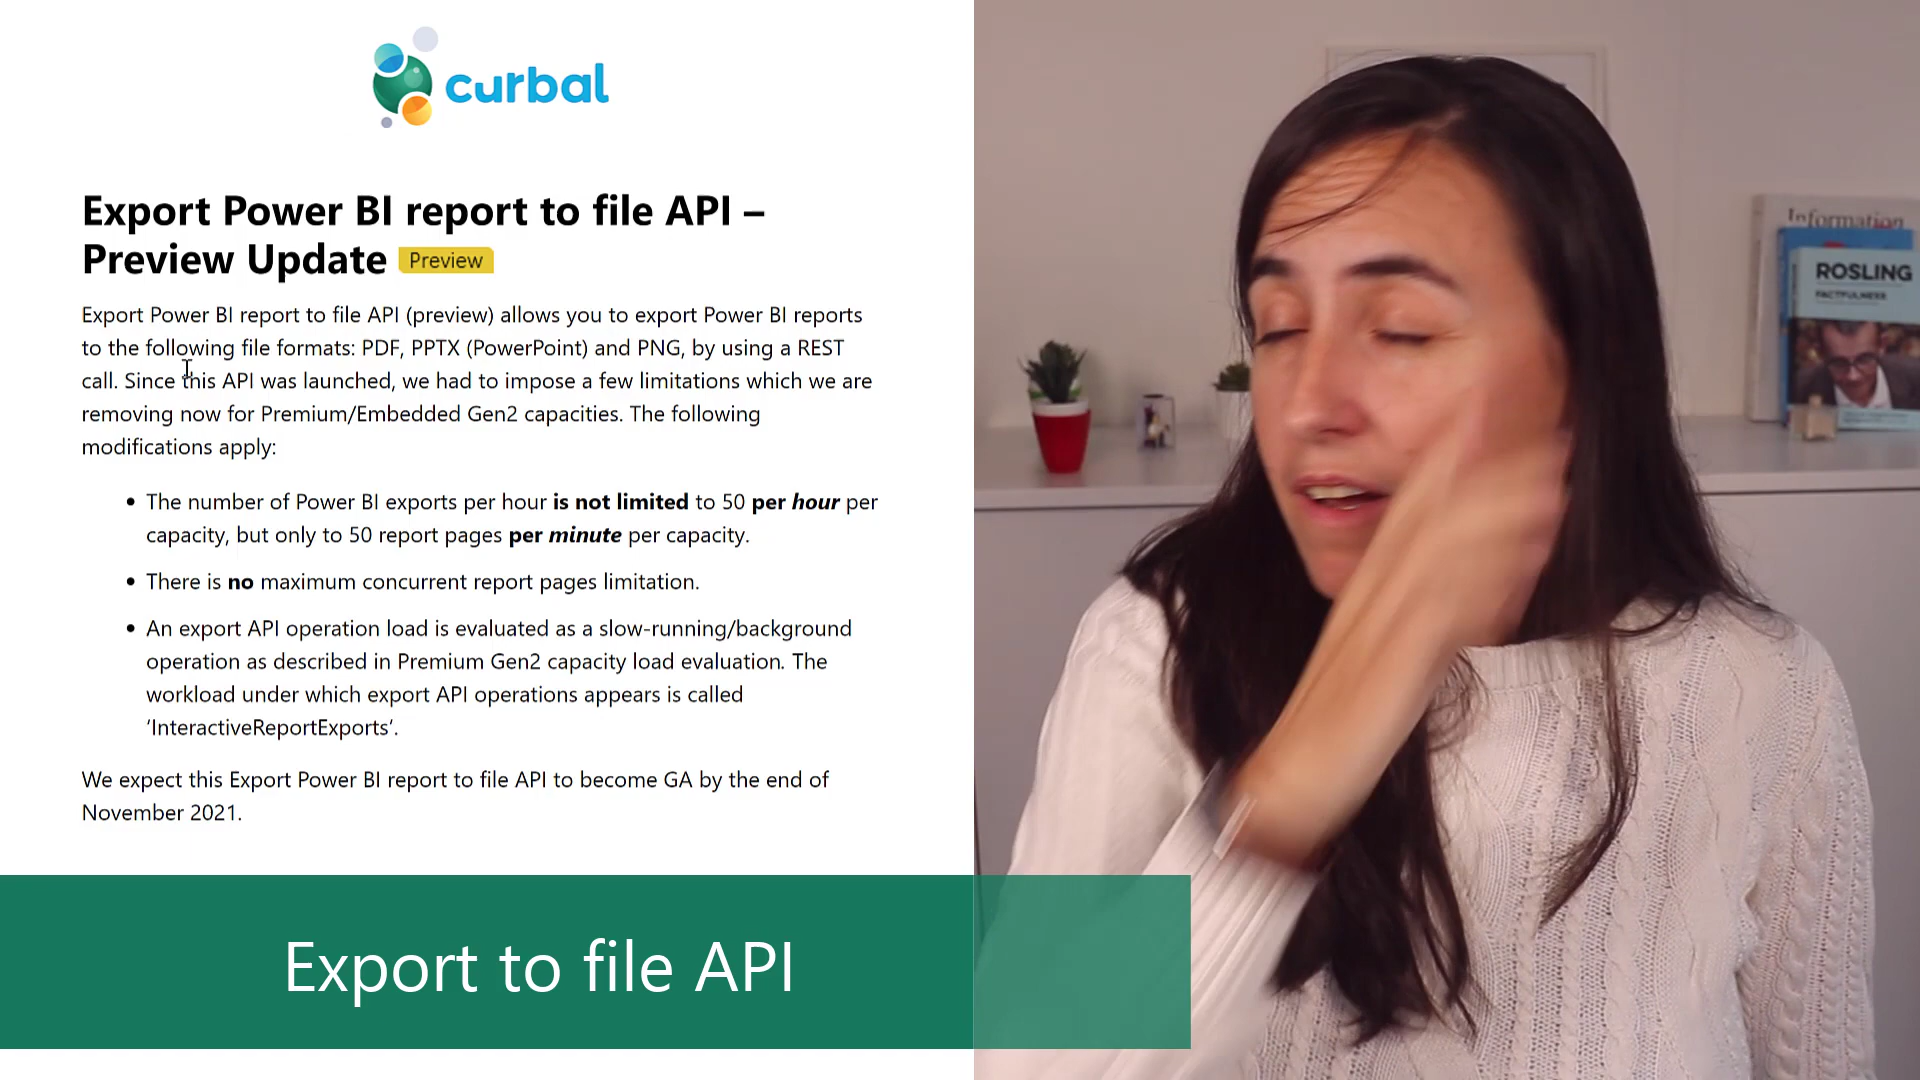 curbal
Export Power BI report to file API –
Preview Update Preview
Export Power BI report to file API (preview) allows you to export Power BI reports
to the following file formats: PDF, PPTX (PowerPoint) and PNG, by using a REST
call. Since this API was launched, we had to impose a few limitations which we are
removing now for Premium/Embedded Gen2 capacities. The following
modifications apply:
• The number of Power BI exports per hour is not limited to 50 per hour per
capacity, but only to 50 report pages per minute per capacity.
• There is no maximum concurrent report pages limitation.
• An export API operation load is evaluated as a slow-running/background
operation as described in Premium Gen2 capacity load evaluation. The
workload under which export API operations appears is called
‘InteractiveReportExports’.
We expect this Export Power BI report to file API to become GA by the end of
November 2021.
Export to file API
Information
ROSLING
FACTFULNESS